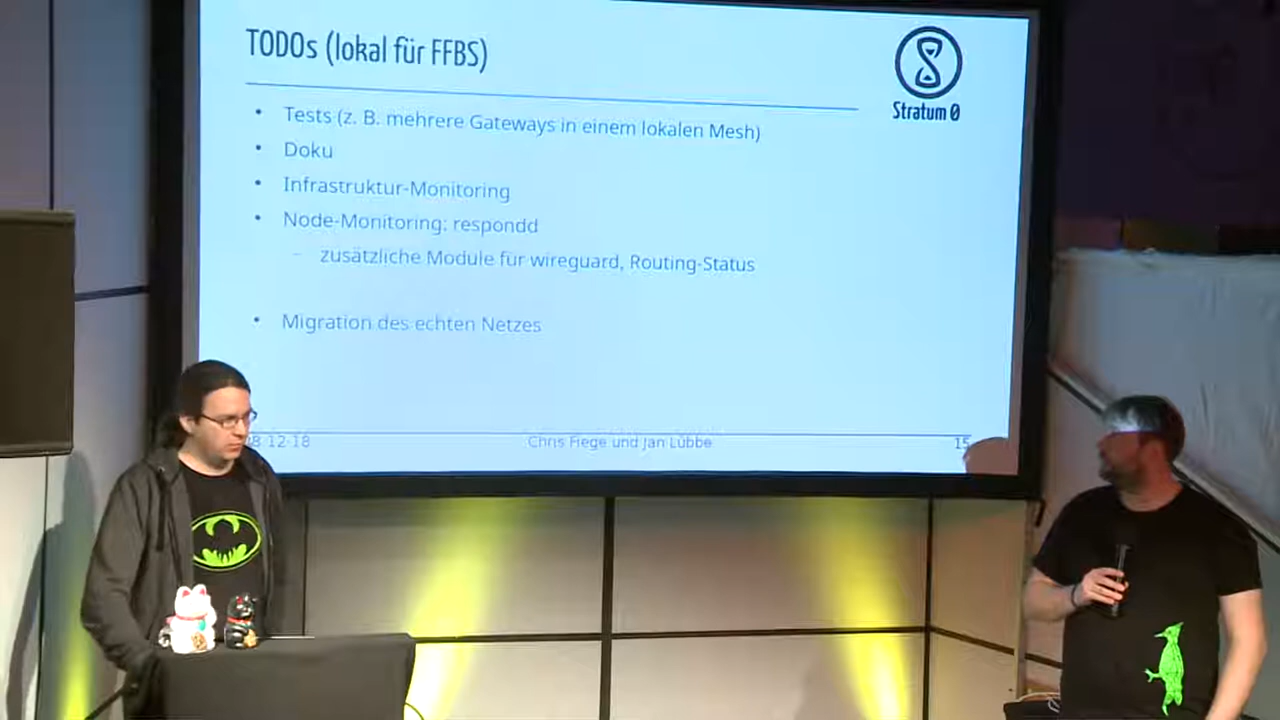 TODOs (lokal für FFBS)
Stratum 0
• Tests (z. B. mehrere Gateways in einem lokalen Mesh)
• Doku
• Infrastruktur-Monitoring
• Node-Monitoring: respondd
– zusätzliche Module für wireguard, Routing-Status
• Migration des echten Netzes
8.12.18
Chris Fiege und Jan Lübbe
15